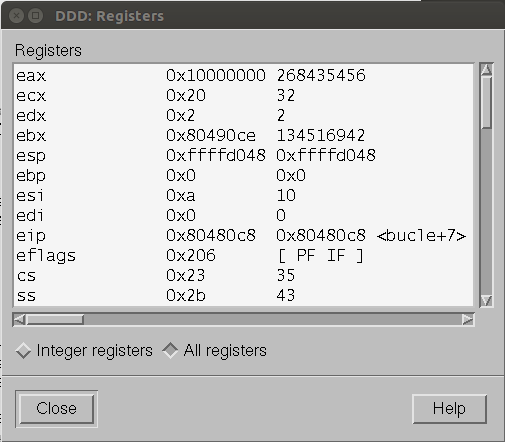 DDD: Registers
Registers
eax 0x10000000 268435456
ecx 0x20 32
edx 0x2 2
ebx 0x80490ce 134516942
esp 0xffffd048 0xffffd048
ebp 0x0 0x0
esi 0xa 10
edi 0x0 0
eip 0x80480c8 0x80480c8 <bucle+7>
eflags 0x206 [ PF IF ]
cs 0x23 35
ss 0x2b 43
Integer registers All registers
Close Help